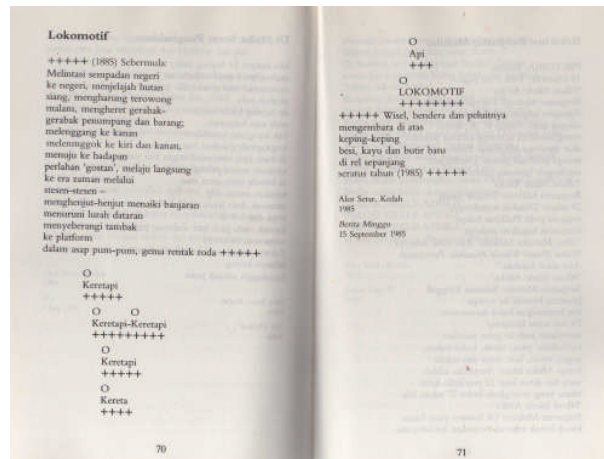 Lokomotif
+++++ (1885) Sebermula:
Melintasi sempadan negeri
ke negeri, menjelajah hutan
siang, mengharung terowong
malam, mengheret gerabak-
gerabak penumpang dan barang;
melenggang ke kanan
melenggok ke kiri dan kanan,
menuju ke hadapan
perlahan 'gostan', melaju langsung
ke era zaman melalui
stesen-stesen –
menghenjut-henjut menaiki banjaran
menuruni lurah dataran
menyeberangi tambak
ke platform
dalam asap pum-pum, gema rentak roda +++++
O
Keretapi
+++++
O O
Keretapi-Keretapi
+++++++++
O
Keretapi
+++++
O
Kereta
++++
70
O
Api
+++
O
LOKOMOTIF
++++++++
+++++ Wisel, bendera dan peluitnya
mengembara di atas
keping-keping
besi, kayu dan butir batu
di rel sepanjang
seratus tahun (1985) +++++
Alor Setar, Kedah
1985
Berita Minggu
15 September 1985
71